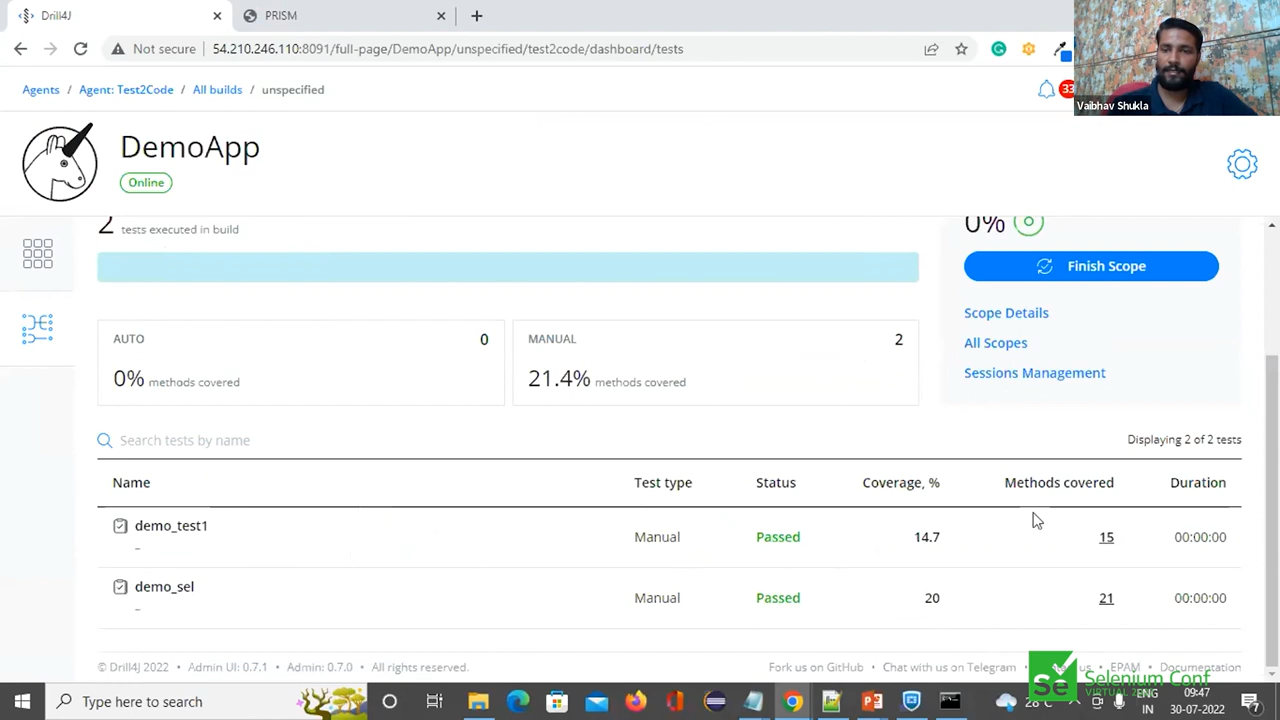 Drill4J
PRISM
Not secure
54.210.246.110:8091/full-page/DemoApp/unspecified/test2code/dashboard/tests
Vaibhav Shukla
Agents / Agent: Test2Code / All builds / unspecified
33
DemoApp
Online
2 tests executed in build
0%
Finish Scope
Scope Details
All Scopes
Sessions Management
AUTO 0
0% methods covered
MANUAL 2
21.4% methods covered
Search tests by name
Displaying 2 of 2 tests
Name Test type Status Coverage, % Methods covered Duration
demo_test1
–
Manual Passed 14.7 15 00:00:00
demo_sel
–
Manual Passed 20 21 00:00:00
© Drill4J 2022 • Admin UI: 0.7.1 • Admin: 0.7.0 • All rights reserved.
Fork us on GitHub • Chat with us on Telegram • us • EPAM • Documentation
Se Selenium Conf
VIRTUAL
Type here to search
28°C
ENG
IN
09:47
30-07-2022
7